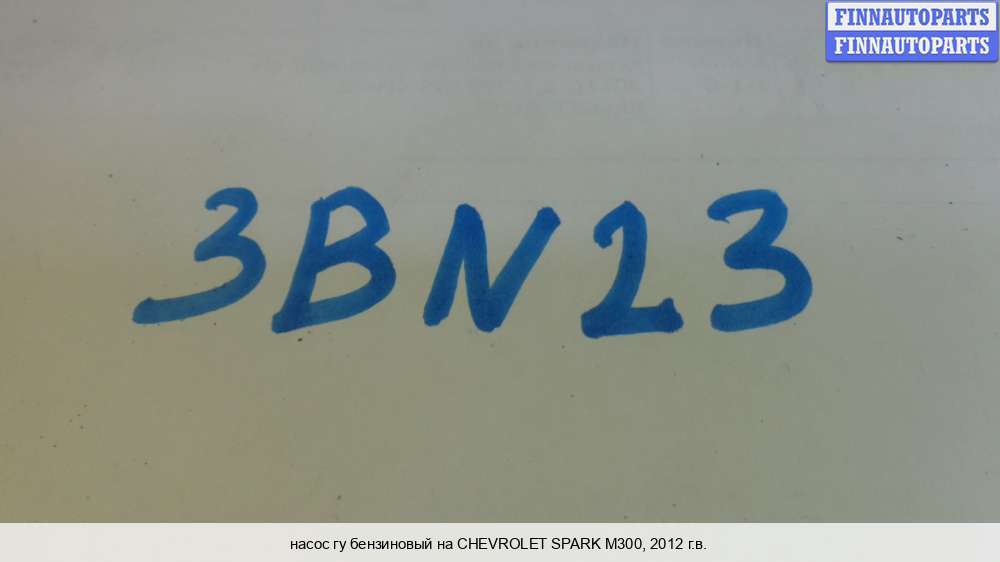 FINNAUTOPARTS
FINNAUTOPARTS
3BN23
насос гу бензиновый на CHEVROLET SPARK M300, 2012 г.в.